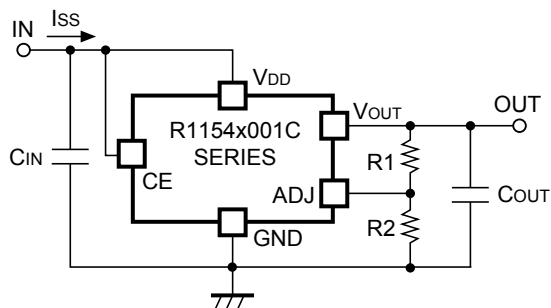 IN
ISS
VDD
R1154x001C
SERIES
VOUT
OUT
CIN
CE
R1
ADJ
COUT
R2
GND